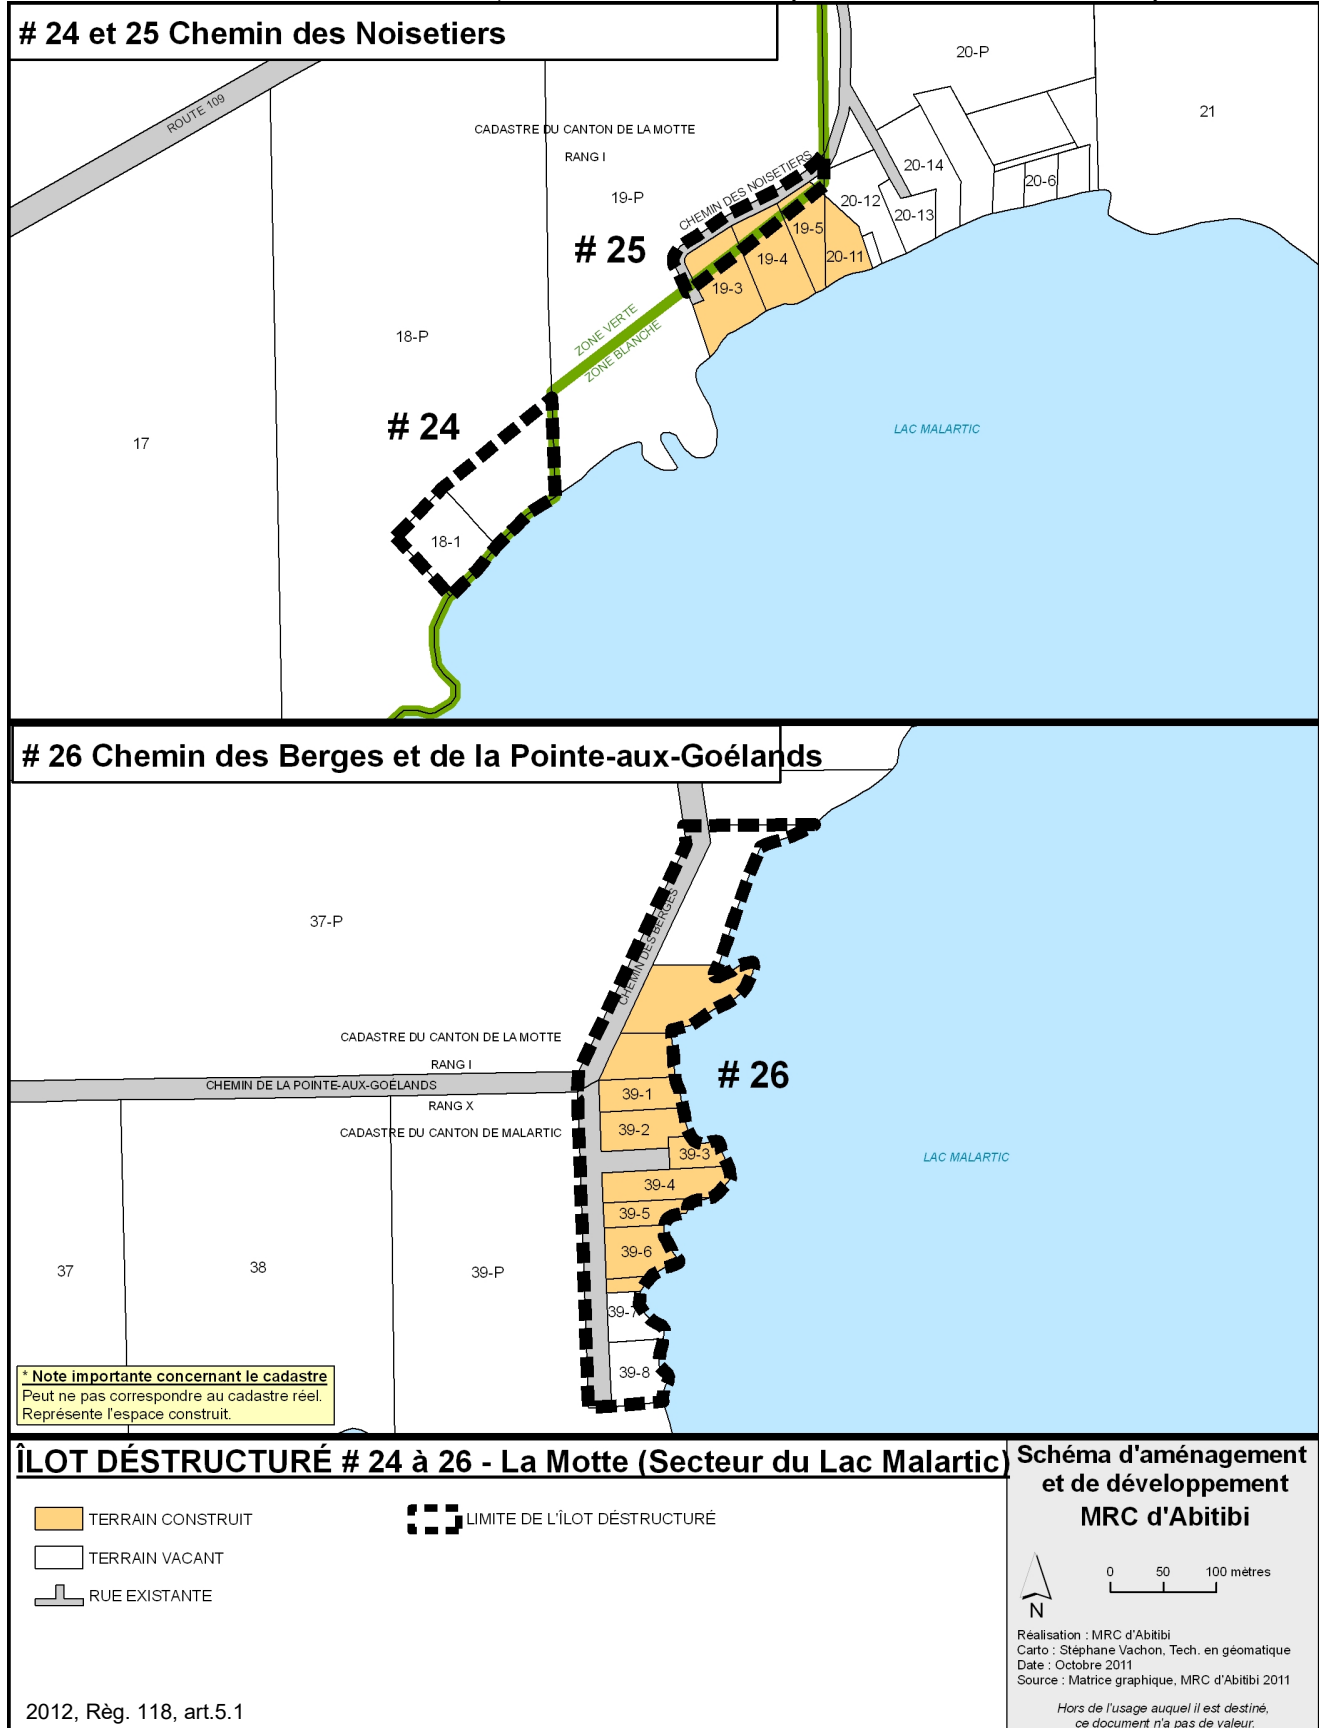 # 24 et 25 Chemin des Noisetiers
ROUTE 109
CADASTRE DU CANTON DE LA MOTTE
RANG I
20-P
21
19-P
CHEMIN DES NOISETIERS
20-14
20-6
20-12
20-13
# 25
19-5
19-4
20-11
19-3
ZONE VERTE
ZONE BLANCHE
18-P
# 24
17
LAC MALARTIC
18-1
# 26 Chemin des Berges et de la Pointe-aux-Goélands
37-P
CHEMIN DES BERGES
CADASTRE DU CANTON DE LA MOTTE
RANG I
CHEMIN DE LA POINTE-AUX-GOÉLANDS
RANG X
CADASTRE DU CANTON DE MALARTIC
# 26
39-1
39-2
39-3
39-4
39-5
39-6
39-7
39-8
LAC MALARTIC
37
38
39-P
* Note importante concernant le cadastre
Peut ne pas correspondre au cadastre réel.
Représente l'espace construit.
ÎLOT DÉSTRUCTURÉ # 24 à 26 - La Motte (Secteur du Lac Malartic)
TERRAIN CONSTRUIT
LIMITE DE L'ÎLOT DÉSTRUCTURÉ
TERRAIN VACANT
RUE EXISTANTE
2012, Règ. 118, art.5.1
Schéma d'aménagement
et de développement
MRC d'Abitibi
N
0 50 100 mètres
Réalisation : MRC d'Abitibi
Carto : Stéphane Vachon, Tech. en géomatique
Date : Octobre 2011
Source : Matrice graphique, MRC d'Abitibi 2011
Hors de l'usage auquel il est destiné,
ce document n'a pas de valeur.